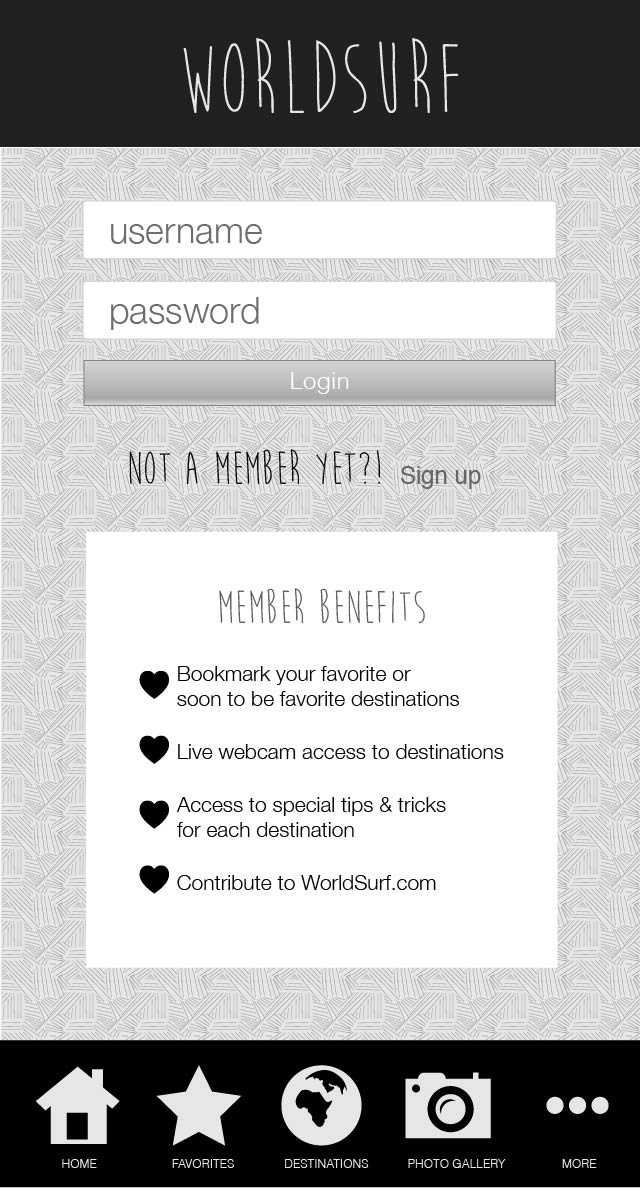 WORLDSURF
username
password
Login
NOT A MEMBER YET?! Sign up
MEMBER BENEFITS
Bookmark your favorite or
soon to be favorite destinations
Live webcam access to destinations
Access to special tips & tricks
for each destination
Contribute to WorldSurf.com
HOME FAVORITES DESTINATIONS PHOTO GALLERY MORE